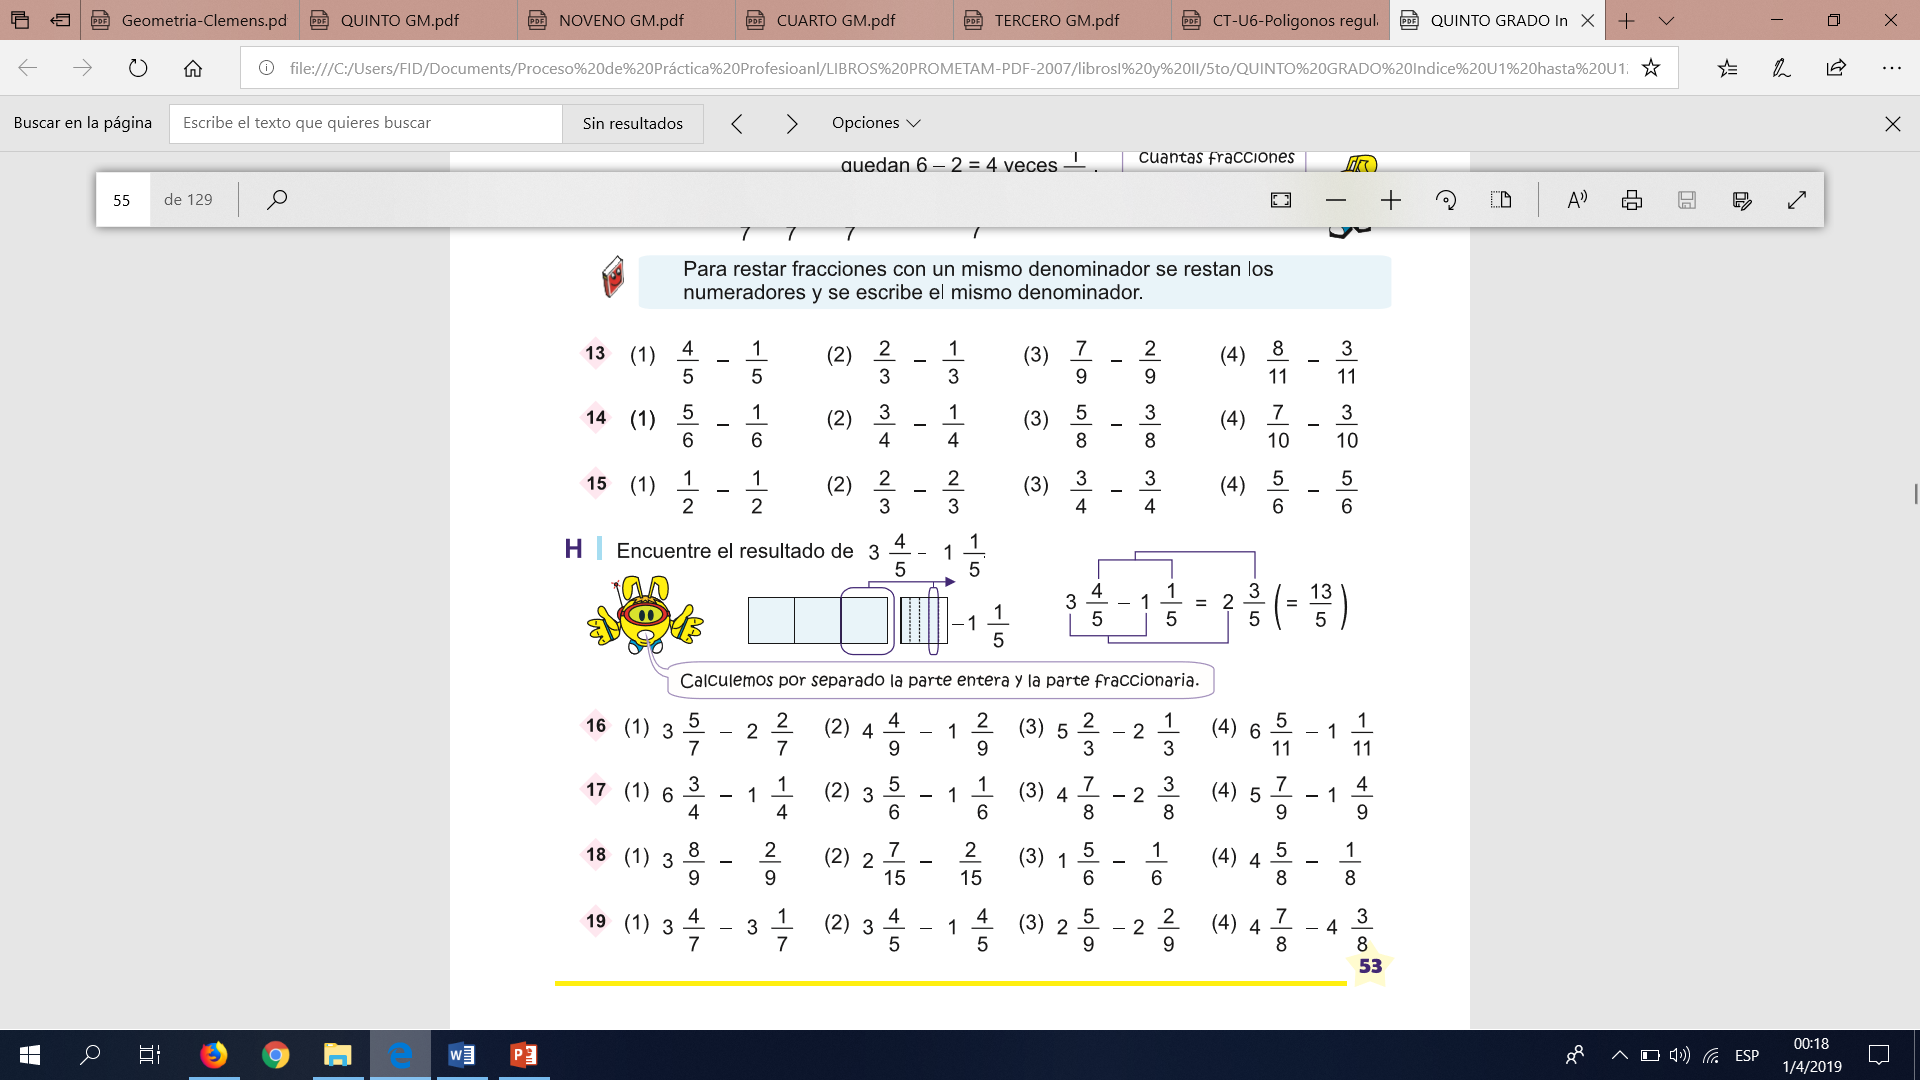 Geometria-Clemens.pd
QUINTO GM.pdf
NOVENO GM.pdf
CUARTO GM.pdf
TERCERO GM.pdf
CT-U6-Poligonos regula
QUINTO GRADO In
file:///C:/Users/FID/Documents/Proceso%20de%20Práctica%20Profesioanl/LIBROS%20PROMETAM-PDF-2007/librosI%20y%20II/5to/QUINTO%20GRADO%20Indice%20U1%20hasta%20U12
Buscar en la página
Escribe el texto que quieres buscar
Sin resultados
Opciones
quedan 6 – 2 = 4 veces 1
cuantas fracciones
55 de 129
7 7 7 7
Para restar fracciones con un mismo denominador se restan los
numeradores y se escribe el mismo denominador.
13 (1) 4/5 – 1/5 (2) 2/3 – 1/3 (3) 7/9 – 2/9 (4) 8/11 – 3/11
14 (1) 5/6 – 1/6 (2) 3/4 – 1/4 (3) 5/8 – 3/8 (4) 7/10 – 3/10
15 (1) 1/2 – 1/2 (2) 2/3 – 2/3 (3) 3/4 – 3/4 (4) 5/6 – 5/6
H Encuentre el resultado de 3 4/5 – 1 1/5
–1 1/5
3 4/5 – 1 1/5 = 2 3/5 (= 13/5)
Calculemos por separado la parte entera y la parte fraccionaria.
16 (1) 3 5/7 – 2 2/7 (2) 4 4/9 – 1 2/9 (3) 5 2/3 – 2 1/3 (4) 6 5/11 – 1 1/11
17 (1) 6 3/4 – 1 1/4 (2) 3 5/6 – 1 1/6 (3) 4 7/8 – 2 3/8 (4) 5 7/9 – 1 4/9
18 (1) 3 8/9 – 2/9 (2) 2 7/15 – 2/15 (3) 1 5/6 – 1/6 (4) 4 5/8 – 1/8
19 (1) 3 4/7 – 3 1/7 (2) 3 4/5 – 1 4/5 (3) 2 5/9 – 2 2/9 (4) 4 7/8 – 4 3/8
53
ESP
00:18
1/4/2019